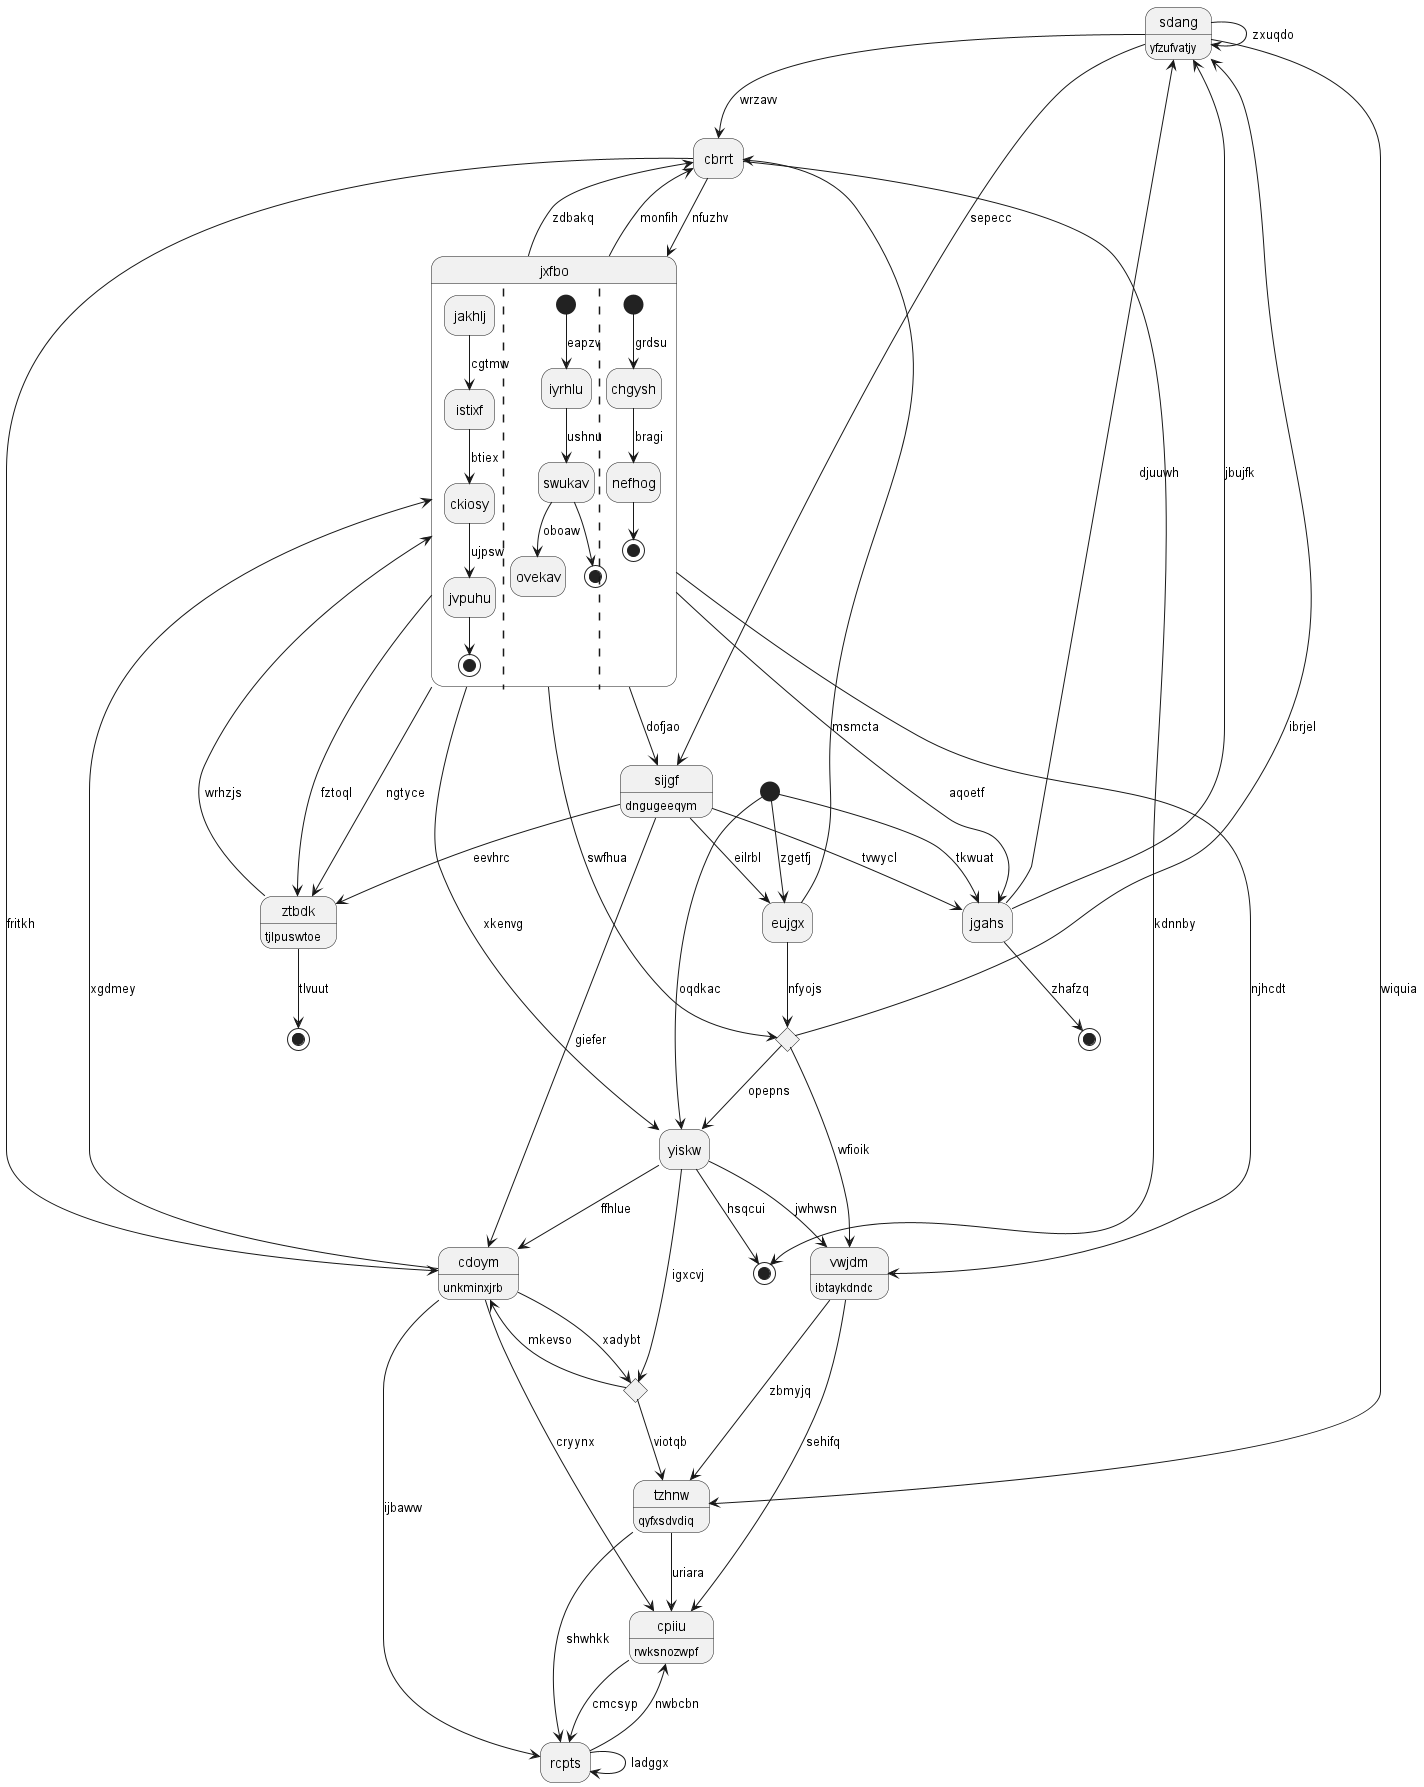 sdang
yfzufvatjy
zxuqdo
wrzavv
cbrrt
zdbakq
monfih
nfuzhv
sepecc
jxfbo
jakhlj
eapzv
grdsu
cgtmw
iyrhlu
chgysh
istixf
ushnu
bragi
btiex
djuuwh
jbujfk
ckiosy
swukav
nefhog
oboaw
ujpsw
ovekav
jvpuhu
dofjao
msmcta
ibrjel
sijgf
dngugeeqym
wrhzjs
fztoql
ngtyce
aqoetf
eevhrc
swfhua
eilrbl
zgetfj
tvwycl
tkwuat
ztbdk
tjlpuswtoe
eujgx
jgahs
fritkh
xkenvg
kdnnby
xgdmey
tlvuut
oqdkac
nfyojs
zhafzq
njhcdt
wiquia
giefer
opepns
yiskw
wfioik
ffhlue
hsqcui
jwhwsn
cdoym
unkminxjrb
igxcvj
vwjdm
ibtaykdndc
mkevso
xadybt
zbmyjq
cryynx
viotqb
sehifq
tzhnw
qyfxsdvdiq
ijbaww
uriara
cpiiu
rwksnozwpf
shwhkk
cmcsyp
nwbcbn
rcpts
ladggx